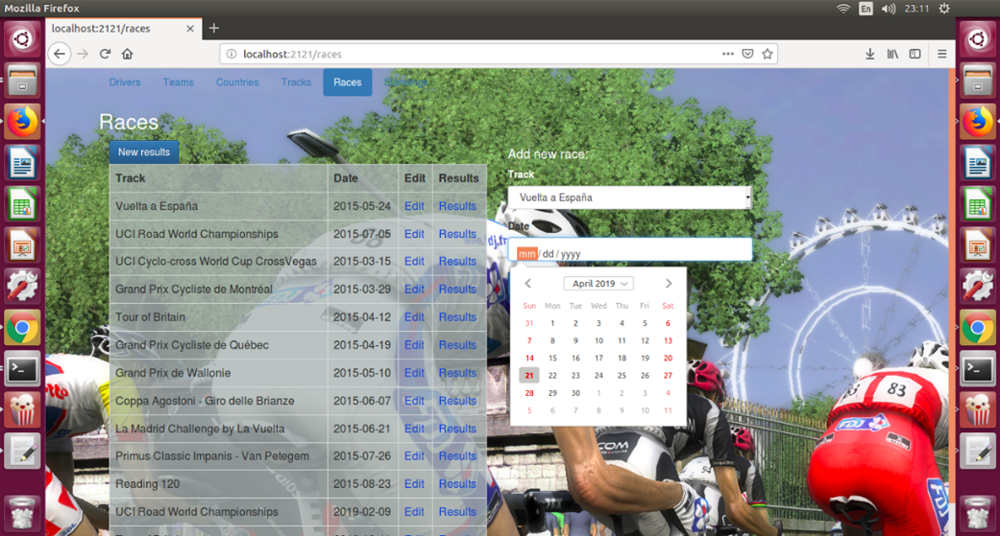 Mozilla Firefox
En
23:11
localhost:2121/races
localhost:2121/races
Drivers Teams Countries Tracks Races
Races
New results
Track Date Edit Results
Vuelta a España 2015-05-24 Edit Results
UCI Road World Championships 2015-07-05 Edit Results
UCI Cyclo-cross World Cup CrossVegas 2015-03-15 Edit Results
Grand Prix Cycliste de Montréal 2015-03-29 Edit Results
Tour of Britain 2015-04-12 Edit Results
Grand Prix Cycliste de Québec 2015-04-19 Edit Results
Grand Prix de Wallonie 2015-05-10 Edit Results
Coppa Agostoni - Giro delle Brianze 2015-06-07 Edit Results
La Madrid Challenge by La Vuelta 2015-06-21 Edit Results
Primus Classic Impanis - Van Petegem 2015-07-26 Edit Results
Reading 120 2015-08-23 Edit Results
UCI Road World Championships 2019-02-09 Edit Results
Add new race:
Track
Vuelta a España
Date
mm / dd / yyyy
April 2019
Sun Mon Tue Wed Thu Fri Sat
31 1 2 3 4 5 6
7 8 9 10 11 12 13
14 15 16 17 18 19 20
21 22 23 24 25 26 27
28 29 30 1 2 3 4
5 6 7 8 9 10 11
83
83
FDJ
FDJ